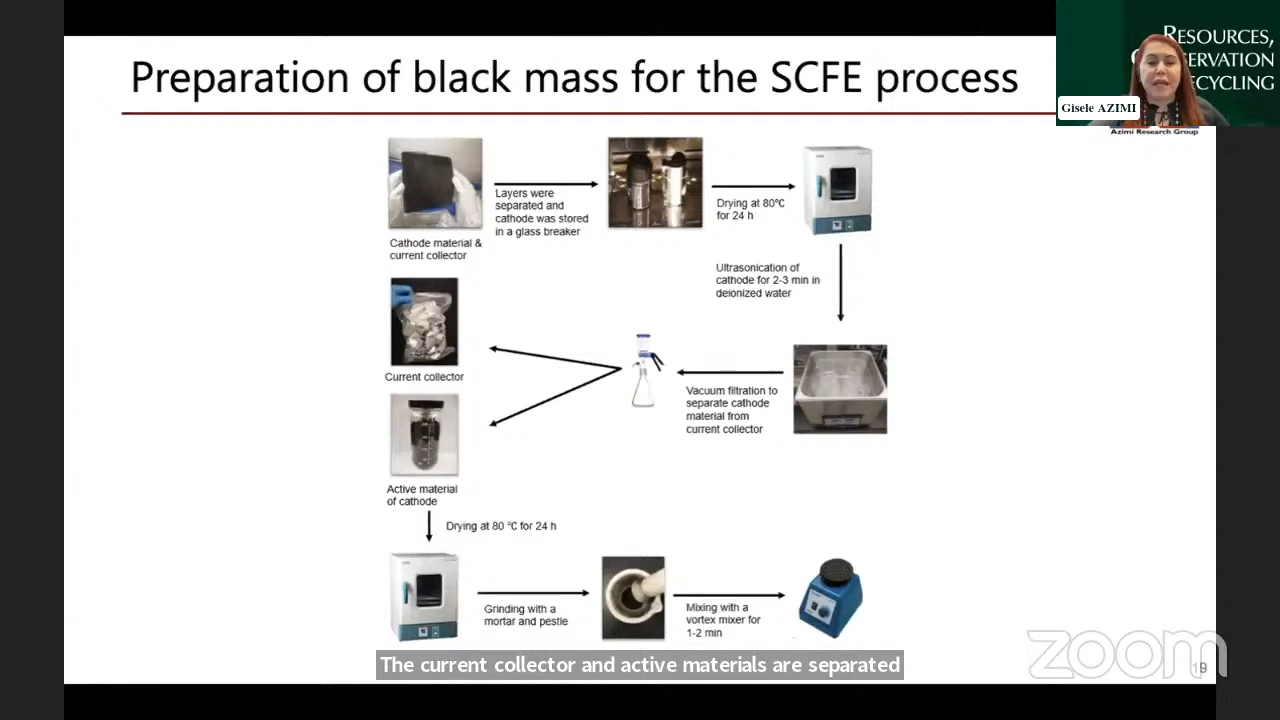 Preparation of black mass for the SCFE process
RESOURCES,
ERVATION
ECYCLING
Gisele AZIMI
Azimi Research Group
Layers were
separated and
cathode was stored
in a glass breaker
Drying at 80℃
for 24 h
Cathode material &
current collector
Ultrasonication of
cathode for 2-3 min in
deionized water
Current collector
Vacuum filtration to
separate cathode
material from
current collector
Active material
of cathode
Drying at 80 ℃ for 24 h
Grinding with a
mortar and pestle
Mixing with a
vortex mixer for
1-2 min
The current collector and active materials are separated
zoom
19